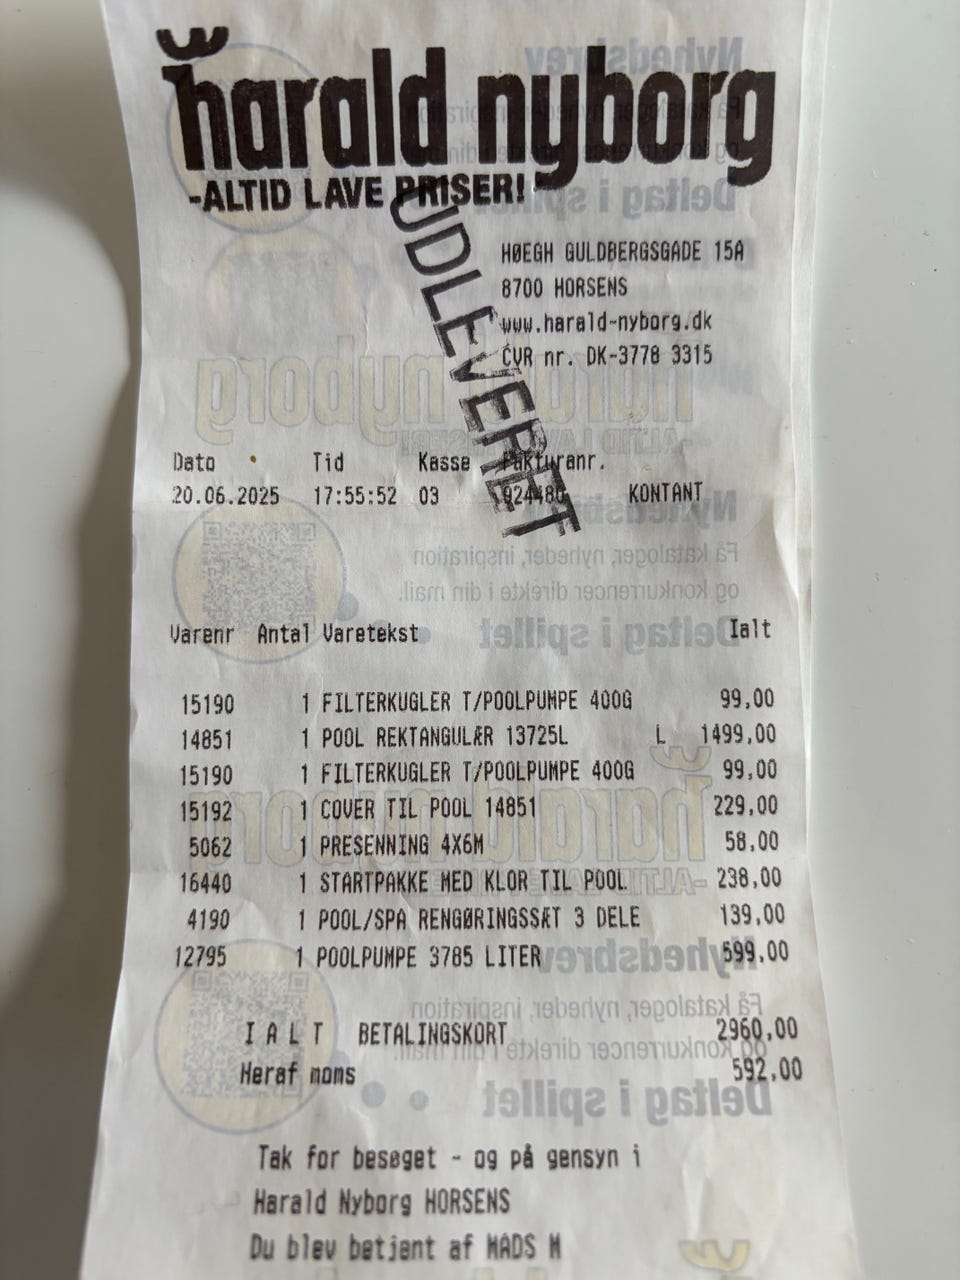 harald nyborg
-ALTID LAVE PRISER!
UDLEVERET
HØEGH GULDBERGSGADE 15A
8700 HORSENS
www.harald-nyborg.dk
CVR nr. DK-3778 3315
Dato Tid Kasse Fakturanr.
20.06.2025 17:55:52 03 KONTANT
Varenr Antal Varetekst Ialt
15190 1 FILTERKUGLER T/POOLPUMPE 400G 99,00
14851 1 POOL REKTANGULÆR 13725L L 1499,00
15190 1 FILTERKUGLER T/POOLPUMPE 400G 99,00
15192 1 COVER TIL POOL 14851 229,00
5062 1 PRESENNING 4X6M 58,00
16440 1 STARTPAKKE MED KLOR TIL POOL 238,00
4190 1 POOL/SPA RENGØRINGSSÆT 3 DELE 139,00
12795 1 POOLPUMPE 3785 LITER 599,00
I A L T BETALINGSKORT 2960,00
Heraf moms 592,00
Tak for besøget - og på gensyn i
Harald Nyborg HORSENS
Du blev betjent af MADS M